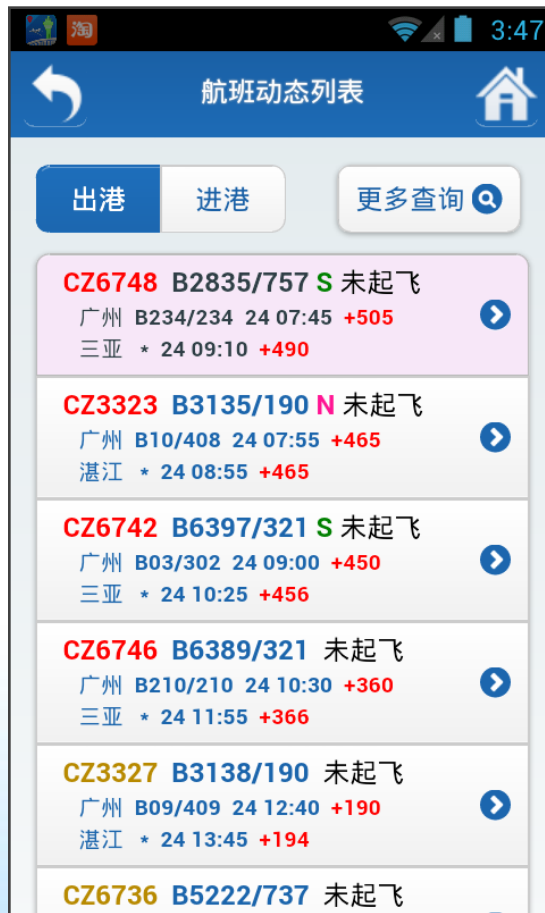 淘 3:47
航班动态列表
出港 进港 更多查询
CZ6748 B2835/757 S 未起飞
广州 B234/234 24 07:45 +505
三亚 * 24 09:10 +490
CZ3323 B3135/190 N 未起飞
广州 B10/408 24 07:55 +465
湛江 * 24 08:55 +465
CZ6742 B6397/321 S 未起飞
广州 B03/302 24 09:00 +450
三亚 * 24 10:25 +456
CZ6746 B6389/321 未起飞
广州 B210/210 24 10:30 +360
三亚 * 24 11:55 +366
CZ3327 B3138/190 未起飞
广州 B09/409 24 12:40 +190
湛江 * 24 13:45 +194
CZ6736 B5222/737 未起飞